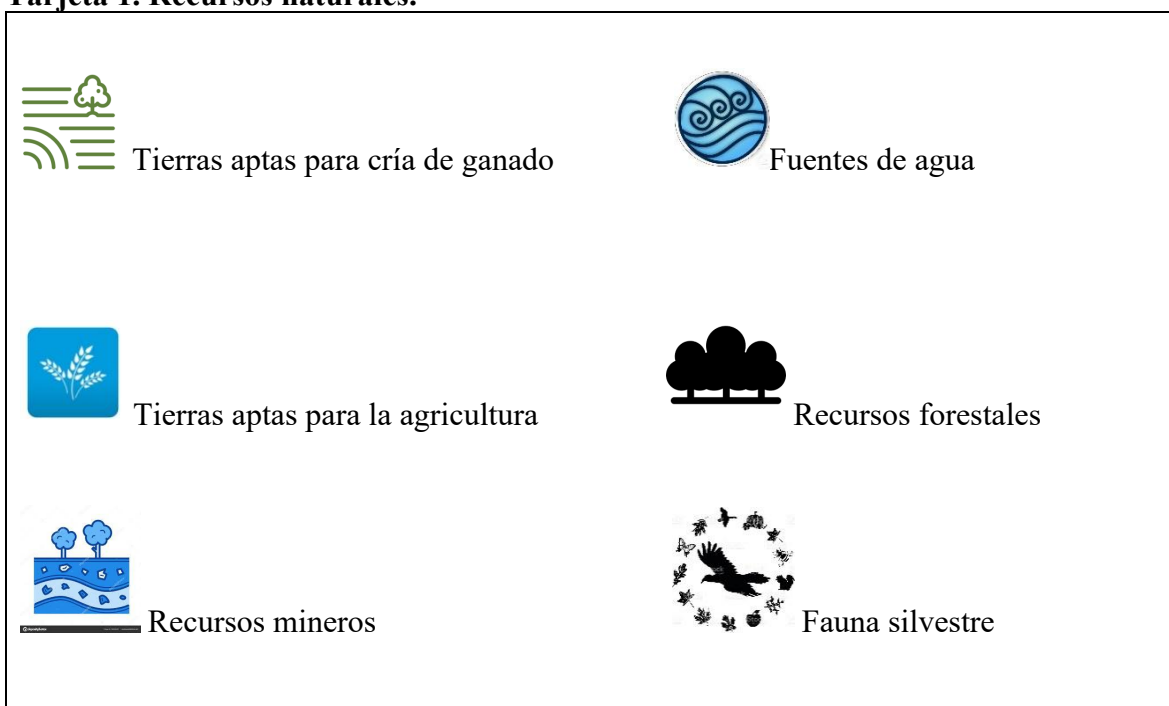 Tarjeta 1. Recursos naturales.
Tierras aptas para cría de ganado
Fuentes de agua
Tierras aptas para la agricultura
Recursos forestales
Recursos mineros
Fauna silvestre